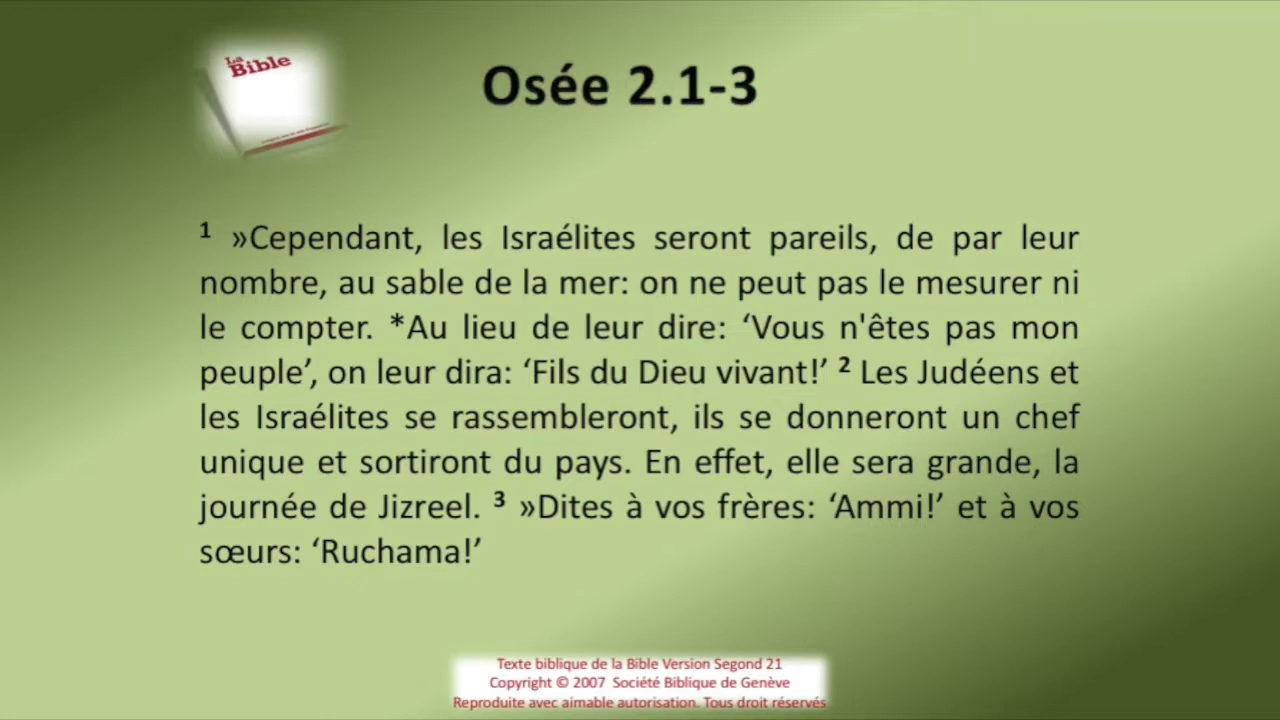 La
Bible
Osée 2.1-3
1 »Cependant, les Israélites seront pareils, de par leur
nombre, au sable de la mer: on ne peut pas le mesurer ni
le compter. *Au lieu de leur dire: ‘Vous n'êtes pas mon
peuple’, on leur dira: ‘Fils du Dieu vivant!’ 2 Les Judéens et
les Israélites se rassembleront, ils se donneront un chef
unique et sortiront du pays. En effet, elle sera grande, la
journée de Jizreel. 3 »Dites à vos frères: ‘Ammi!’ et à vos
sœurs: ‘Ruchama!’
Texte biblique de la Bible Version Segond 21
Copyright © 2007 Société Biblique de Genève
Reproduite avec aimable autorisation. Tous droit réservés